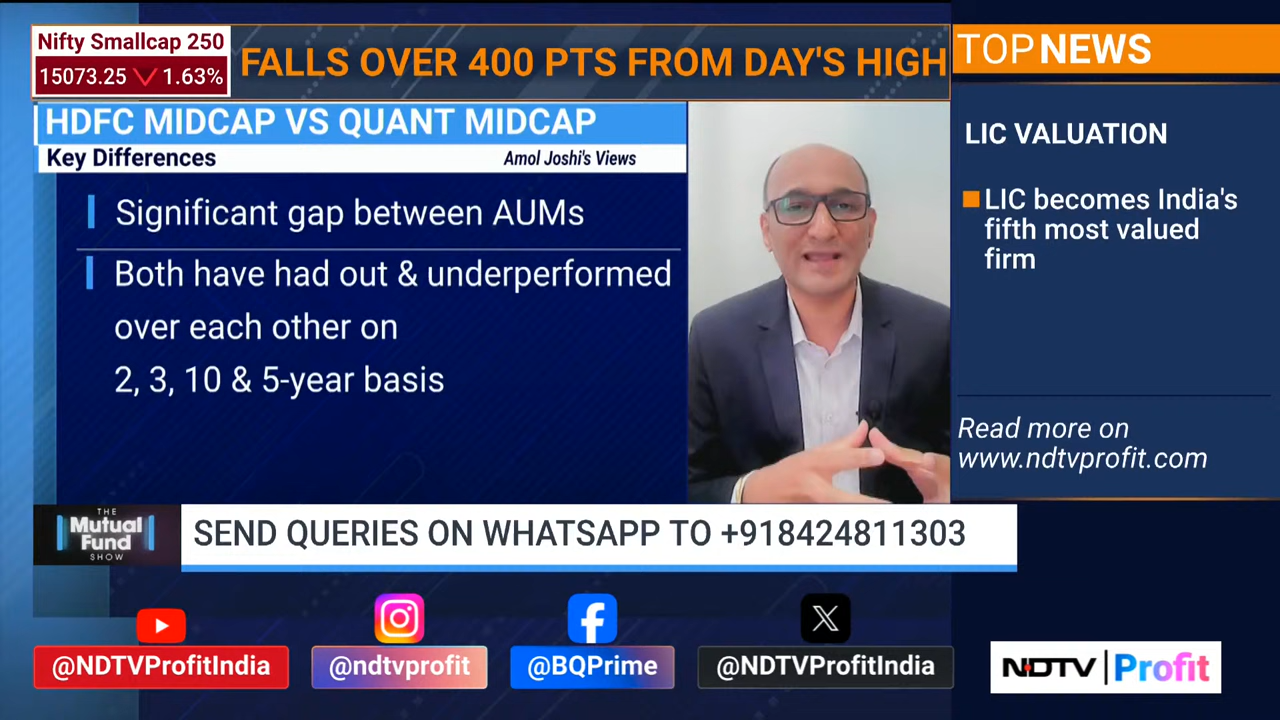 Nifty Smallcap 250
15073.25 1.63%
FALLS OVER 400 PTS FROM DAY'S HIGH
TOP NEWS
HDFC MIDCAP VS QUANT MIDCAP
Key Differences
Amol Joshi's Views
Significant gap between AUMs
Both have had out & underperformed
over each other on
2, 3, 10 & 5-year basis
LIC VALUATION
LIC becomes India's
fifth most valued
firm
Read more on
www.ndtvprofit.com
THE
Mutual
Fund
SHOW
SEND QUERIES ON WHATSAPP TO +918424811303
@NDTVProfitIndia
@ndtvprofit
@BQPrime
@NDTVProfitIndia
NDTV Profit